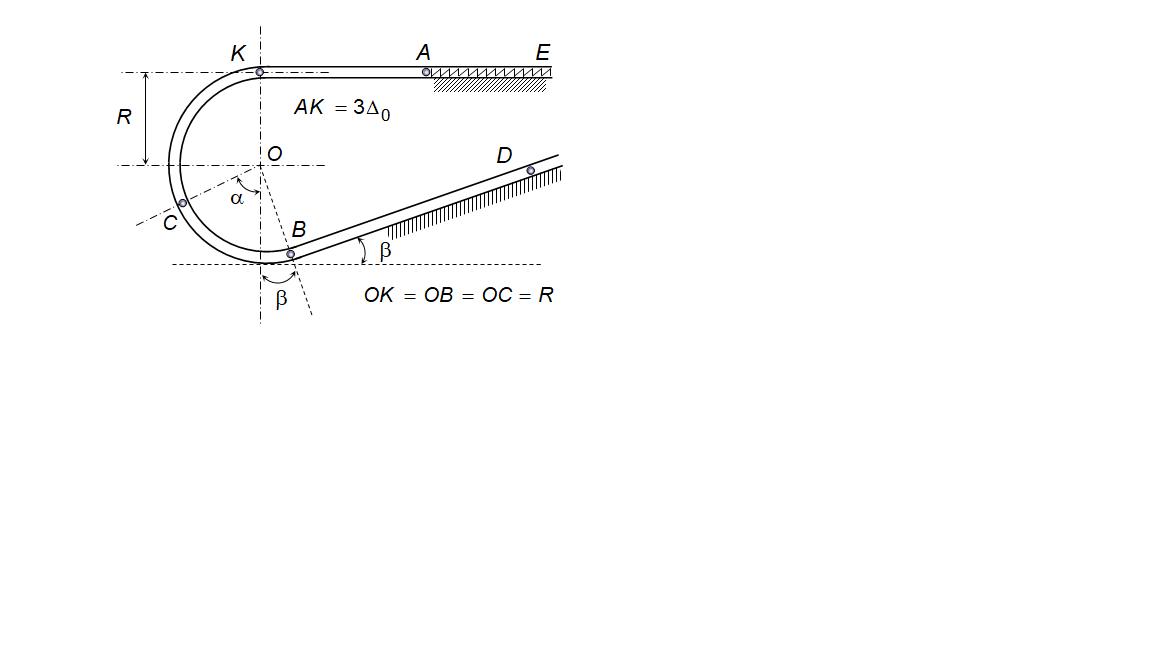 K A E
R
AK = 3Δ₀
O
D
α
C
B
β
β
OK = OB = OC = R